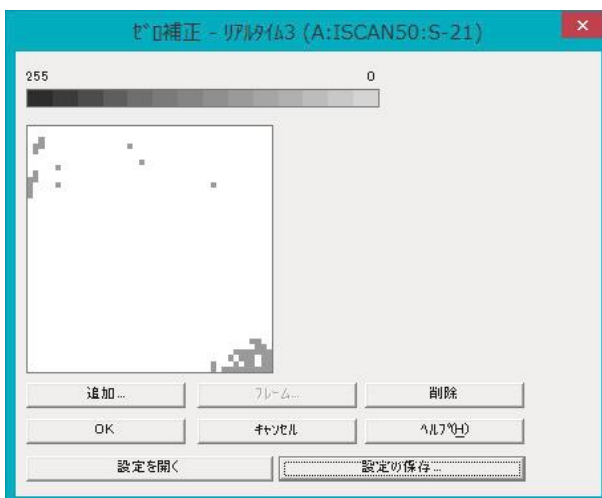 ｾﾞﾛ補正 - ﾘｱﾙﾀｲﾑ3 (A:ISCAN50:S-21)
×
255 0
追加... ﾌﾚｰﾑ... 削除
OK ｷｬﾝｾﾙ ﾍﾙﾌﾟ(H)
設定を開く 設定の保存...